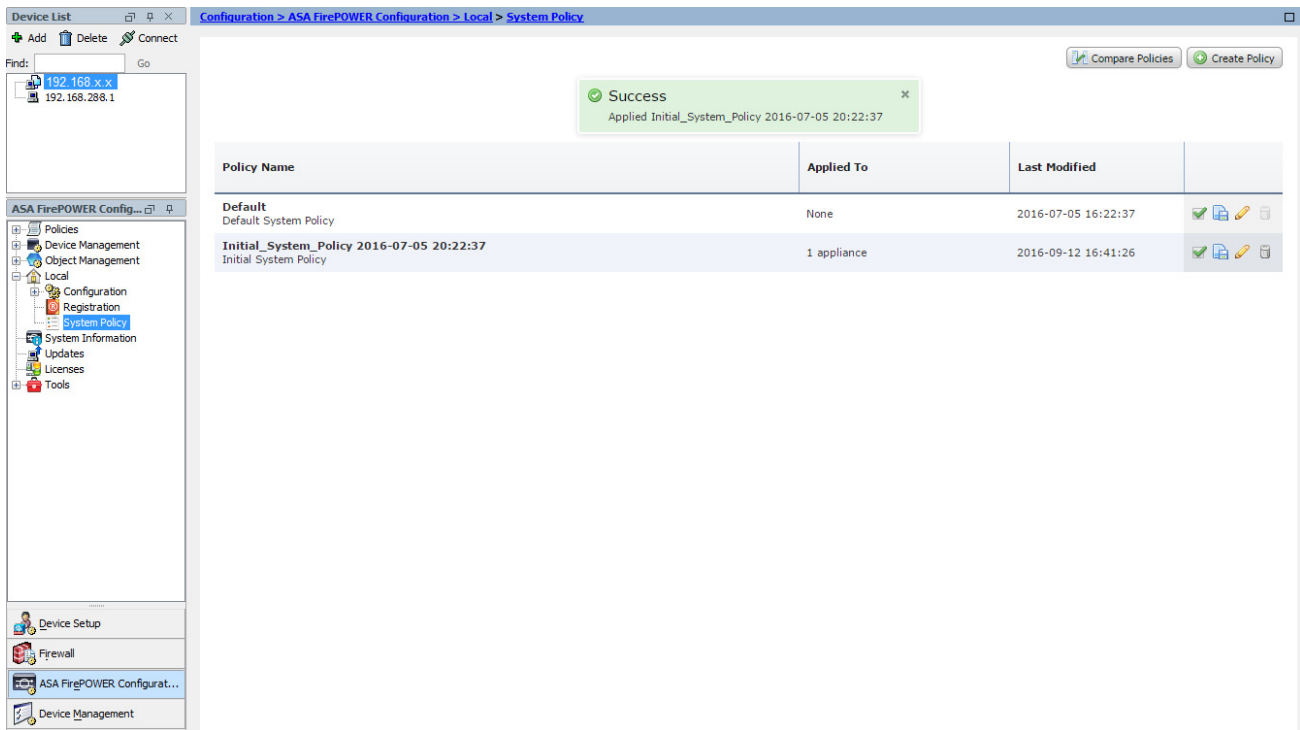 Device List
Add Delete Connect
Find: Go
192.168.x.x
192.168.288.1
ASA FirePOWER Config...
Policies
Device Management
Object Management
Local
Configuration
Registration
System Policy
System Information
Updates
Licenses
Tools
Device Setup
Firewall
ASA FirePOWER Configurat...
Device Management
Configuration > ASA FirePOWER Configuration > Local > System Policy
Compare Policies Create Policy
Success
Applied Initial_System_Policy 2016-07-05 20:22:37
Policy Name Applied To Last Modified
Default
Default System Policy
None 2016-07-05 16:22:37
Initial_System_Policy 2016-07-05 20:22:37
Initial System Policy
1 appliance 2016-09-12 16:41:26